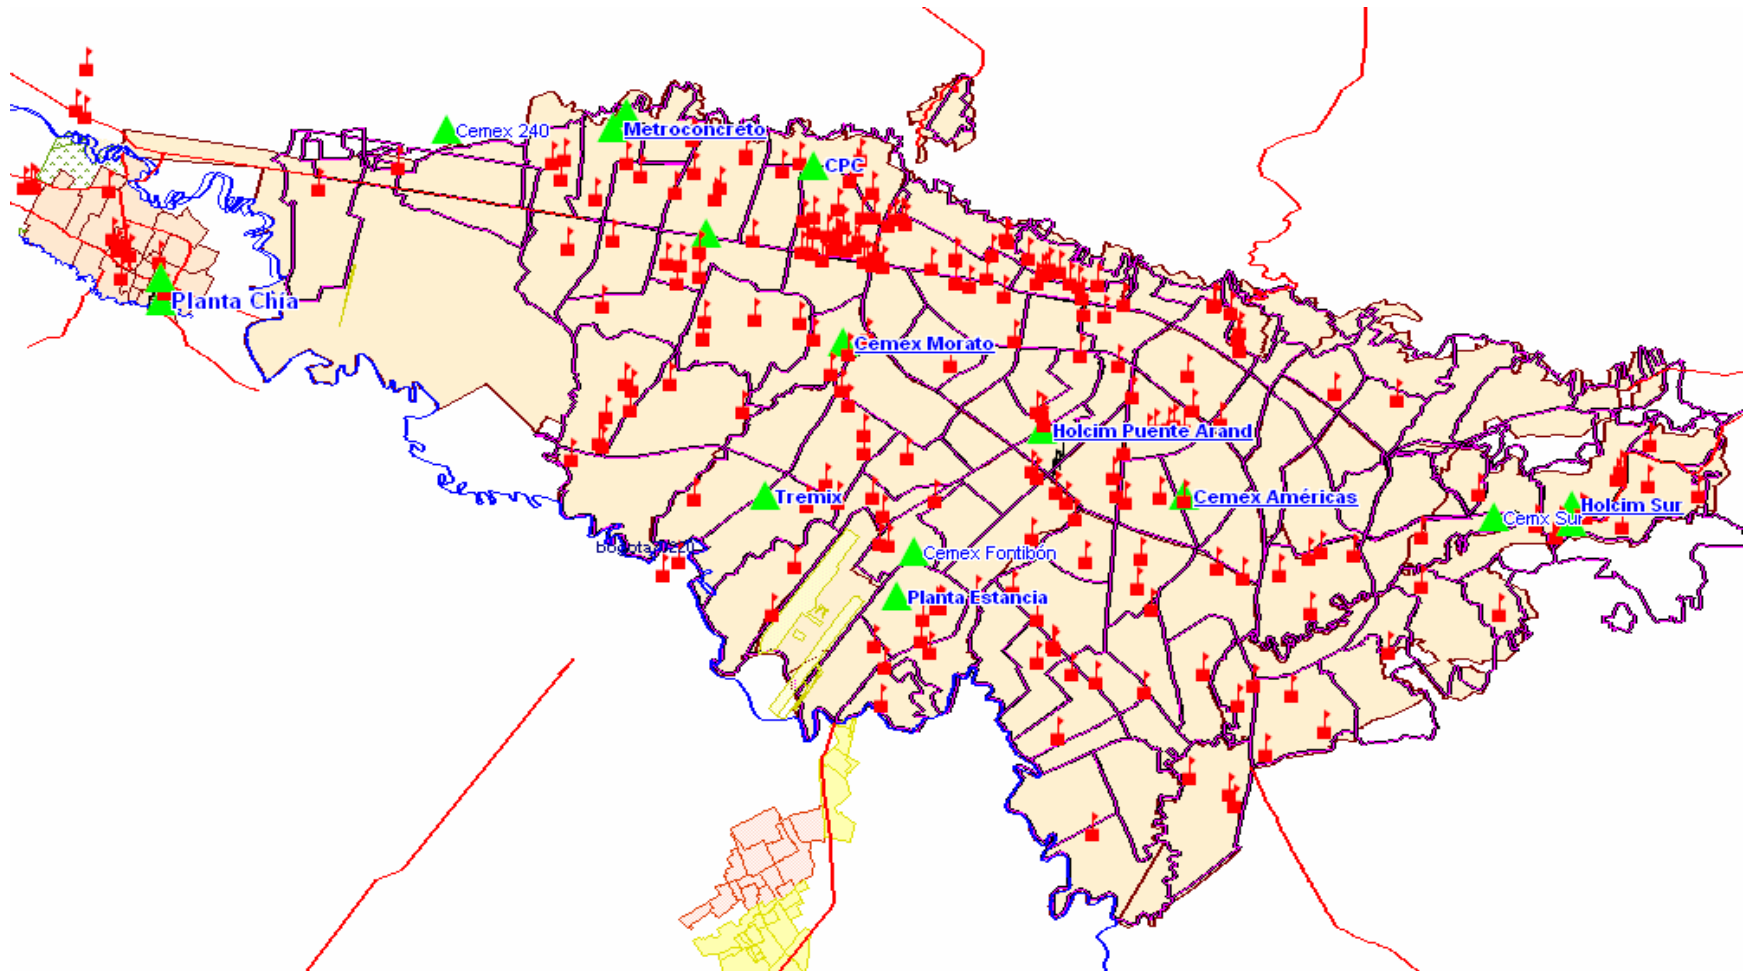 Cemex 240
Metroconcreto
CPC
Planta Chia
Cemex Morato
Holcim Puente Arand
Tremix
Cemex Américas
Holcim Sur
Cemx Sur
Cemex Fontibón
Planta Estancia